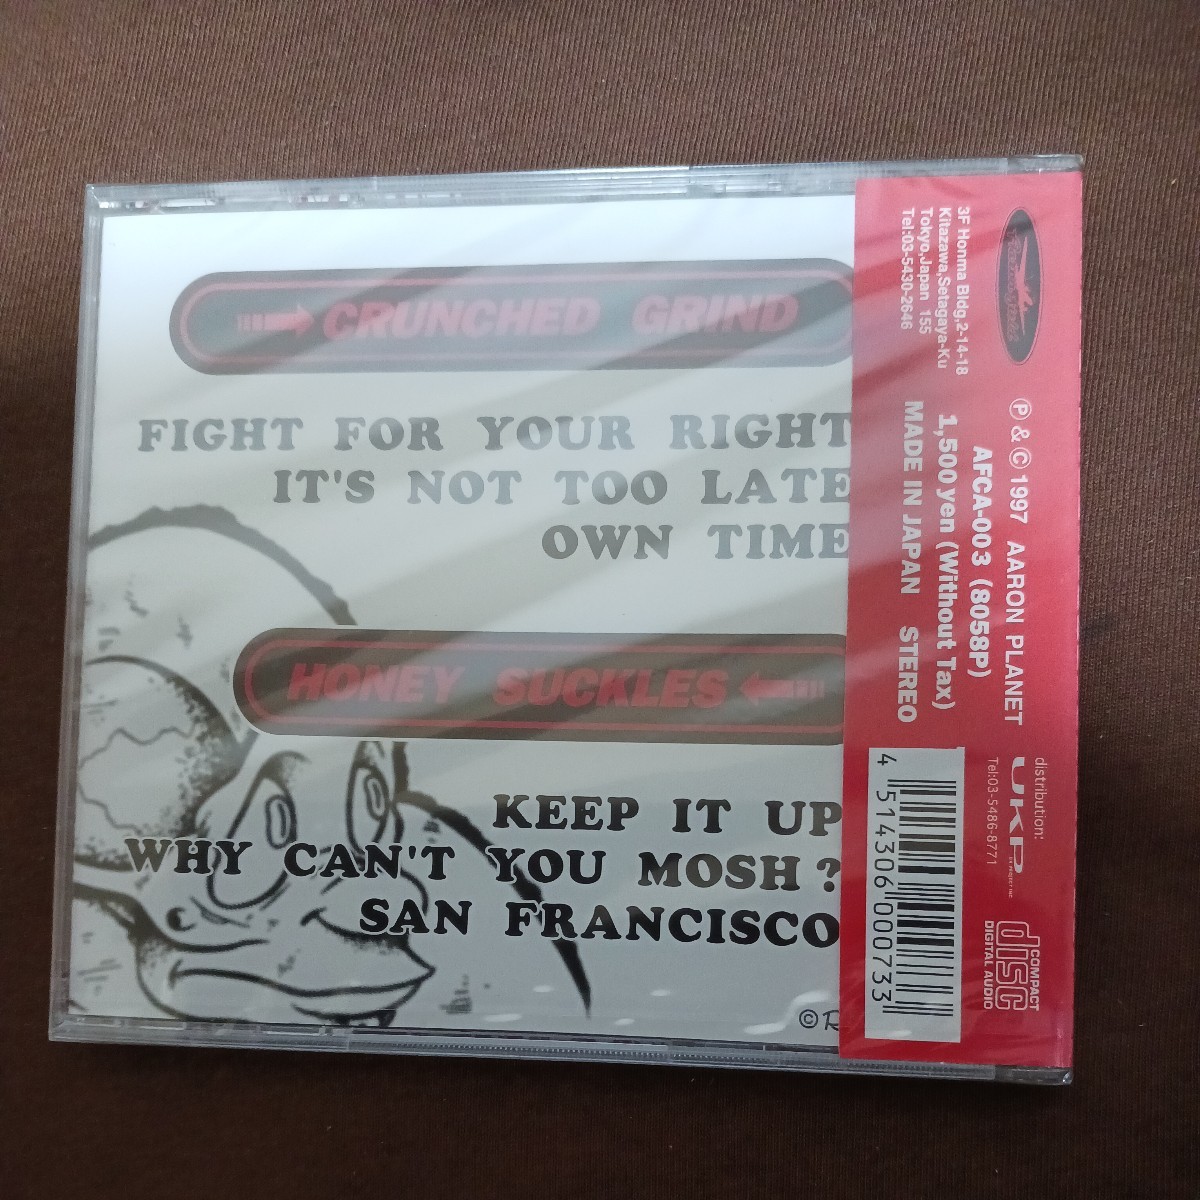 CRUNCHED GRIND
FIGHT FOR YOUR RIGHT
IT'S NOT TOO LATE
OWN TIME
HONEY SUCKLES
KEEP IT UP
WHY CAN'T YOU MOSH?
SAN FRANCISCO
©
3F Honma Bldg,2-14-18
Kitazawa,Setagaya-Ku
Tokyo,Japan 155
Tel:03-5430-2646
℗ & © 1997 AARON PLANET
AFCA-003 (8058P)
1,500 yen (Without Tax)
MADE IN JAPAN STEREO
distribution:
UKP
Tel:03-5486-8771
COMPACT
disc
DIGITAL AUDIO
4 514306 000733